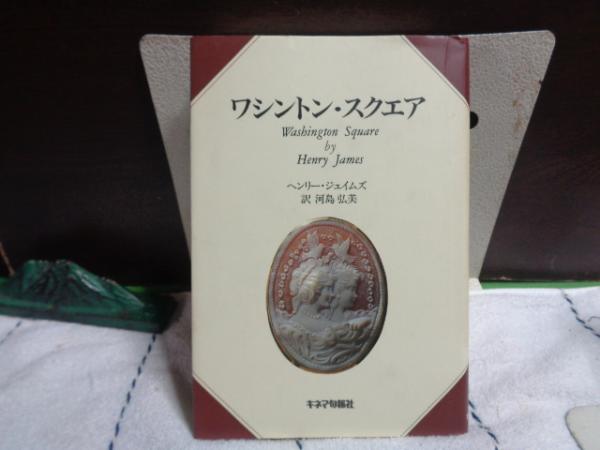 ワシントン・スクエア
Washington Square
by
Henry James
ヘンリー・ジェイムズ
訳 河島弘美
キネマ旬報社